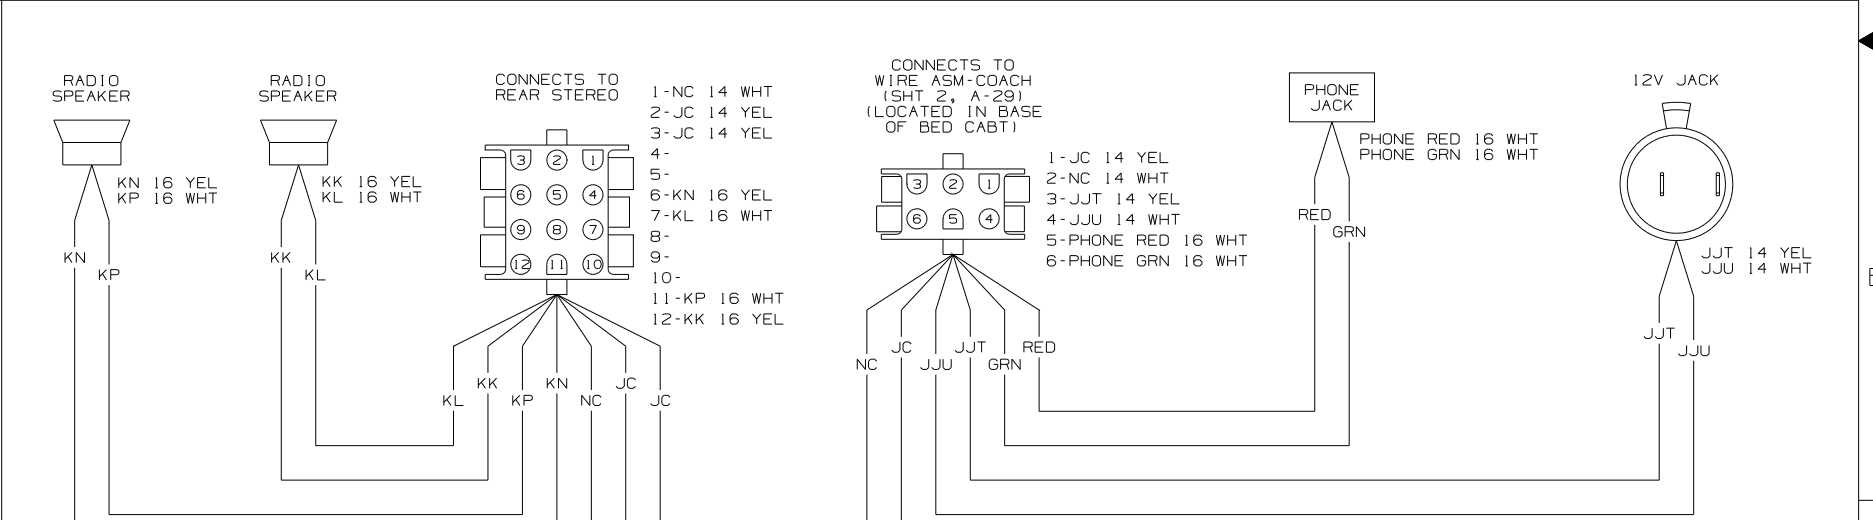 RADIO
SPEAKER
KN 16 YEL
KP 16 WHT
KN
KP
RADIO
SPEAKER
KK 16 YEL
KL 16 WHT
KK
KL
CONNECTS TO
REAR STEREO
3 2 1
6 5 4
9 8 7
12 11 10
1-NC 14 WHT
2-JC 14 YEL
3-JC 14 YEL
4-
5-
6-KN 16 YEL
7-KL 16 WHT
8-
9-
10-
11-KP 16 WHT
12-KK 16 YEL
KL
KK
KP
KN
NC
JC
JC
CONNECTS TO
WIRE ASM-COACH
(SHT 2, A-29)
(LOCATED IN BASE
OF BED CABT)
3 2 1
6 5 4
1-JC 14 YEL
2-NC 14 WHT
3-JJT 14 YEL
4-JJU 14 WHT
5-PHONE RED 16 WHT
6-PHONE GRN 16 WHT
NC
JC
JJU
JJT
GRN
RED
PHONE
JACK
PHONE RED 16 WHT
PHONE GRN 16 WHT
RED
GRN
12V JACK
JJT 14 YEL
JJU 14 WHT
JJT
JJU